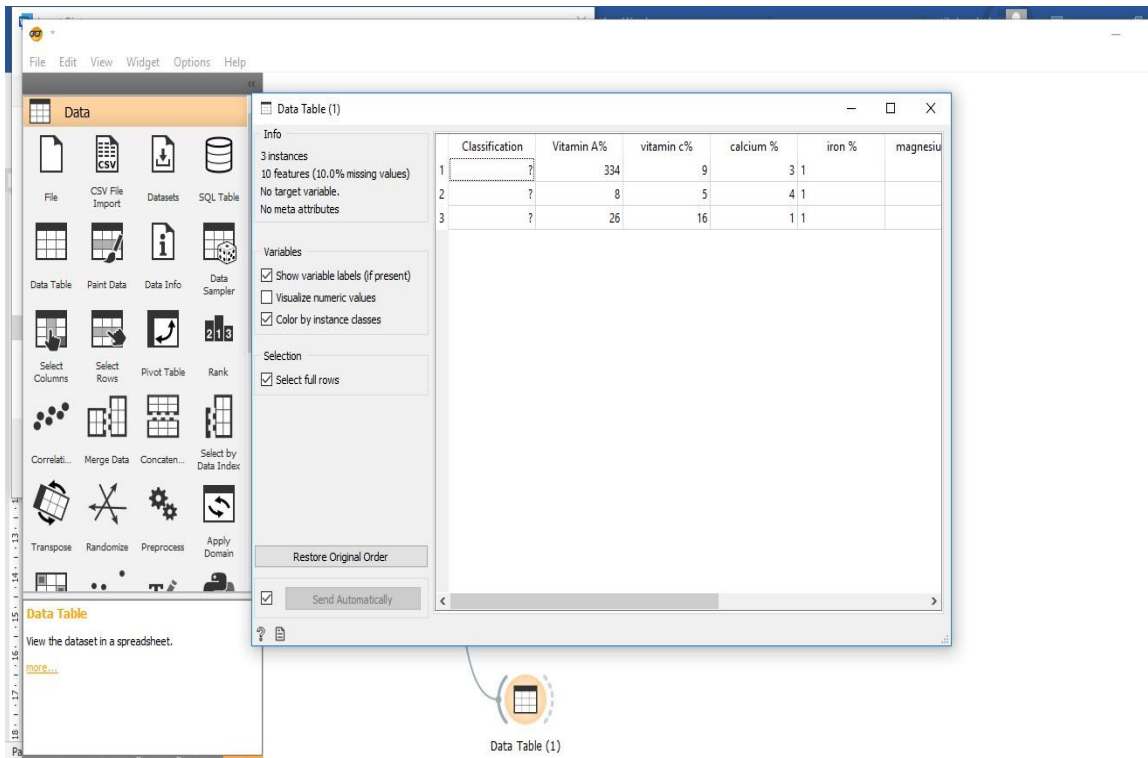 File Edit View Widget Options Help
Data
File
CSV File Import
Datasets
SQL Table
Data Table
Paint Data
Data Info
Data Sampler
Select Columns
Select Rows
Pivot Table
Rank
Correlati...
Merge Data
Concaten...
Select by Data Index
Transpose
Randomize
Preprocess
Apply Domain
Data Table
View the dataset in a spreadsheet.
more...
Data Table (1)
Info
3 instances
10 features (10.0% missing values)
No target variable.
No meta attributes
Variables
Show variable labels (if present)
Visualize numeric values
Color by instance classes
Selection
Select full rows
Restore Original Order
Send Automatically
Classification Vitamin A% vitamin c% calcium % iron % magnesiu
1 ? 334 9 3 1
2 ? 8 5 4 1
3 ? 26 16 1 1
Data Table (1)